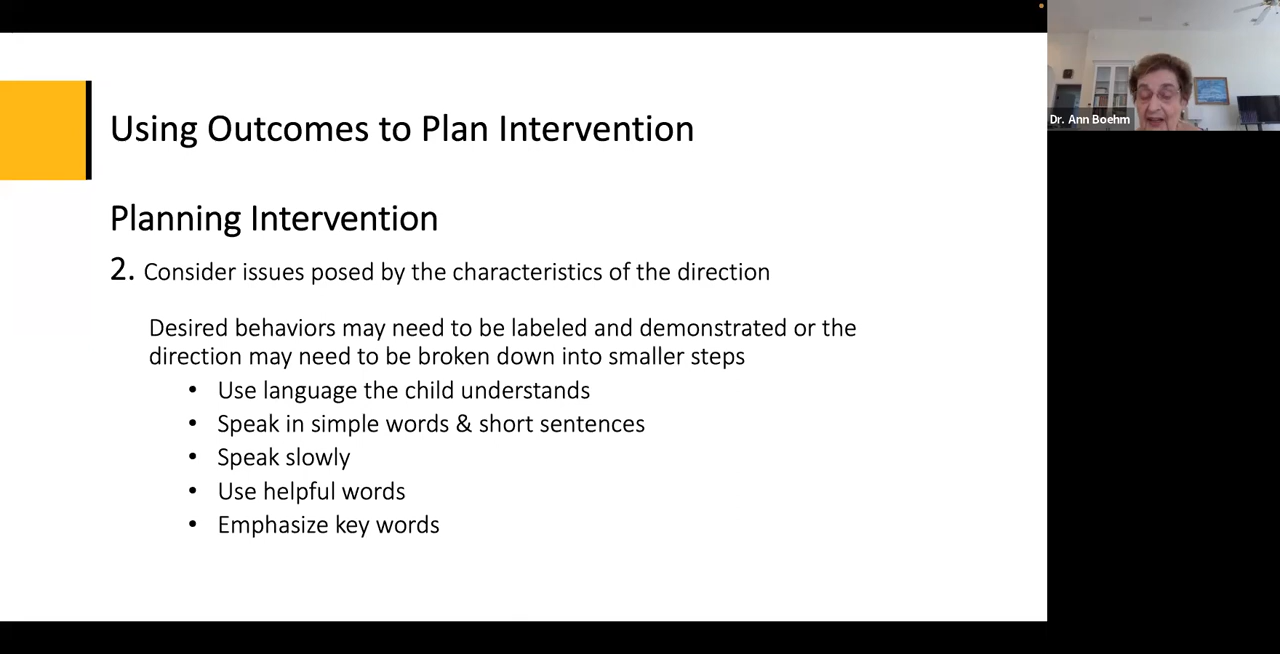 Using Outcomes to Plan Intervention
Dr. Ann Boehm
Planning Intervention
2. Consider issues posed by the characteristics of the direction
Desired behaviors may need to be labeled and demonstrated or the
direction may need to be broken down into smaller steps
• Use language the child understands
• Speak in simple words & short sentences
• Speak slowly
• Use helpful words
• Emphasize key words